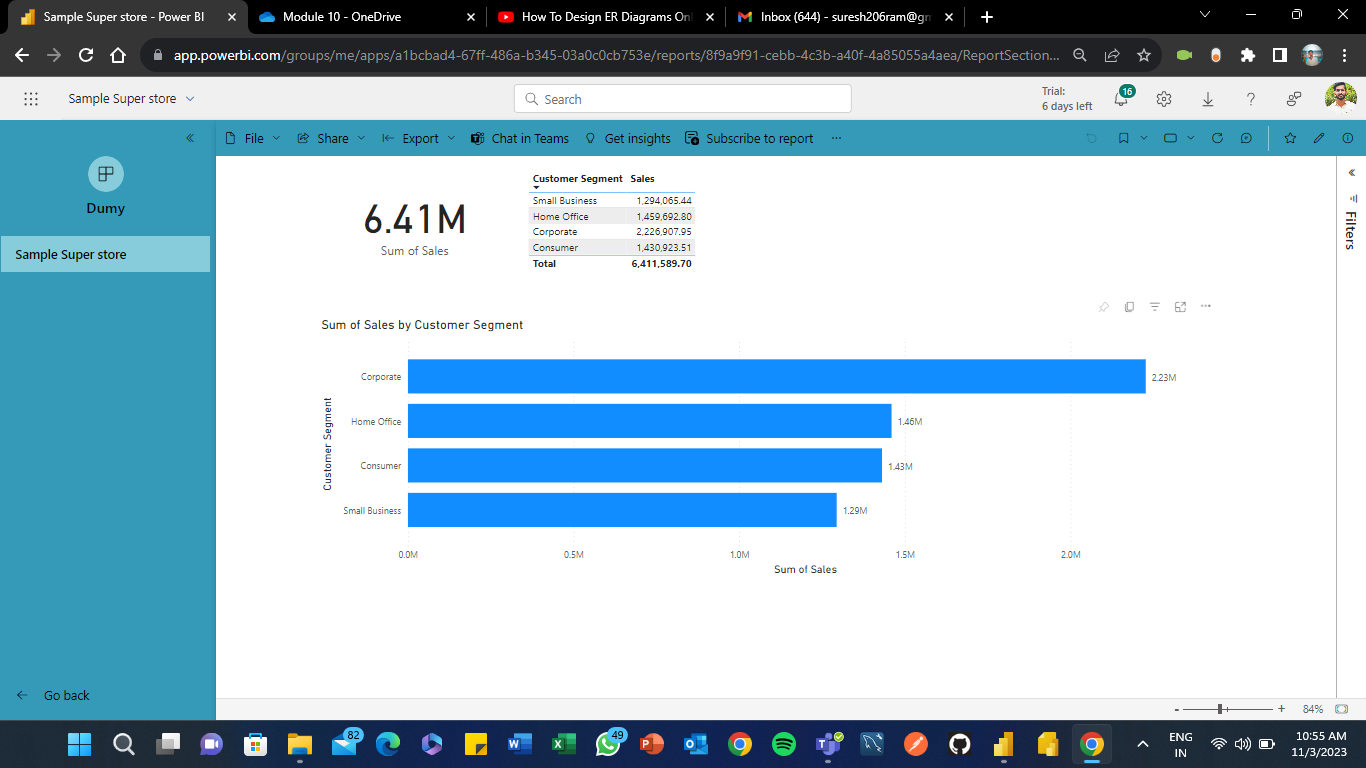 Sample Super store - Power BI
Module 10 - OneDrive
How To Design ER Diagrams Onl
Inbox (644) - suresh206ram@gm
app.powerbi.com/groups/me/apps/a1bcbad4-67ff-486a-b345-03a0c0cb753e/reports/8f9a9f91-cebb-4c3b-a40f-4a85055a4aea/ReportSection...
Sample Super store
Search
Trial:
6 days left
16
File
Share
Export
Chat in Teams
Get insights
Subscribe to report
Dumy
Sample Super store
Go back
6.41M
Sum of Sales
Customer Segment Sales
Small Business 1,294,065.44
Home Office 1,459,692.80
Corporate 2,226,907.95
Consumer 1,430,923.51
Total 6,411,589.70
Filters
Sum of Sales by Customer Segment
Customer Segment
Corporate 2.23M
Home Office 1.46M
Consumer 1.43M
Small Business 1.29M
0.0M 0.5M 1.0M 1.5M 2.0M
Sum of Sales
- + 84%
82
49
ENG
IN
10:55 AM
11/3/2023